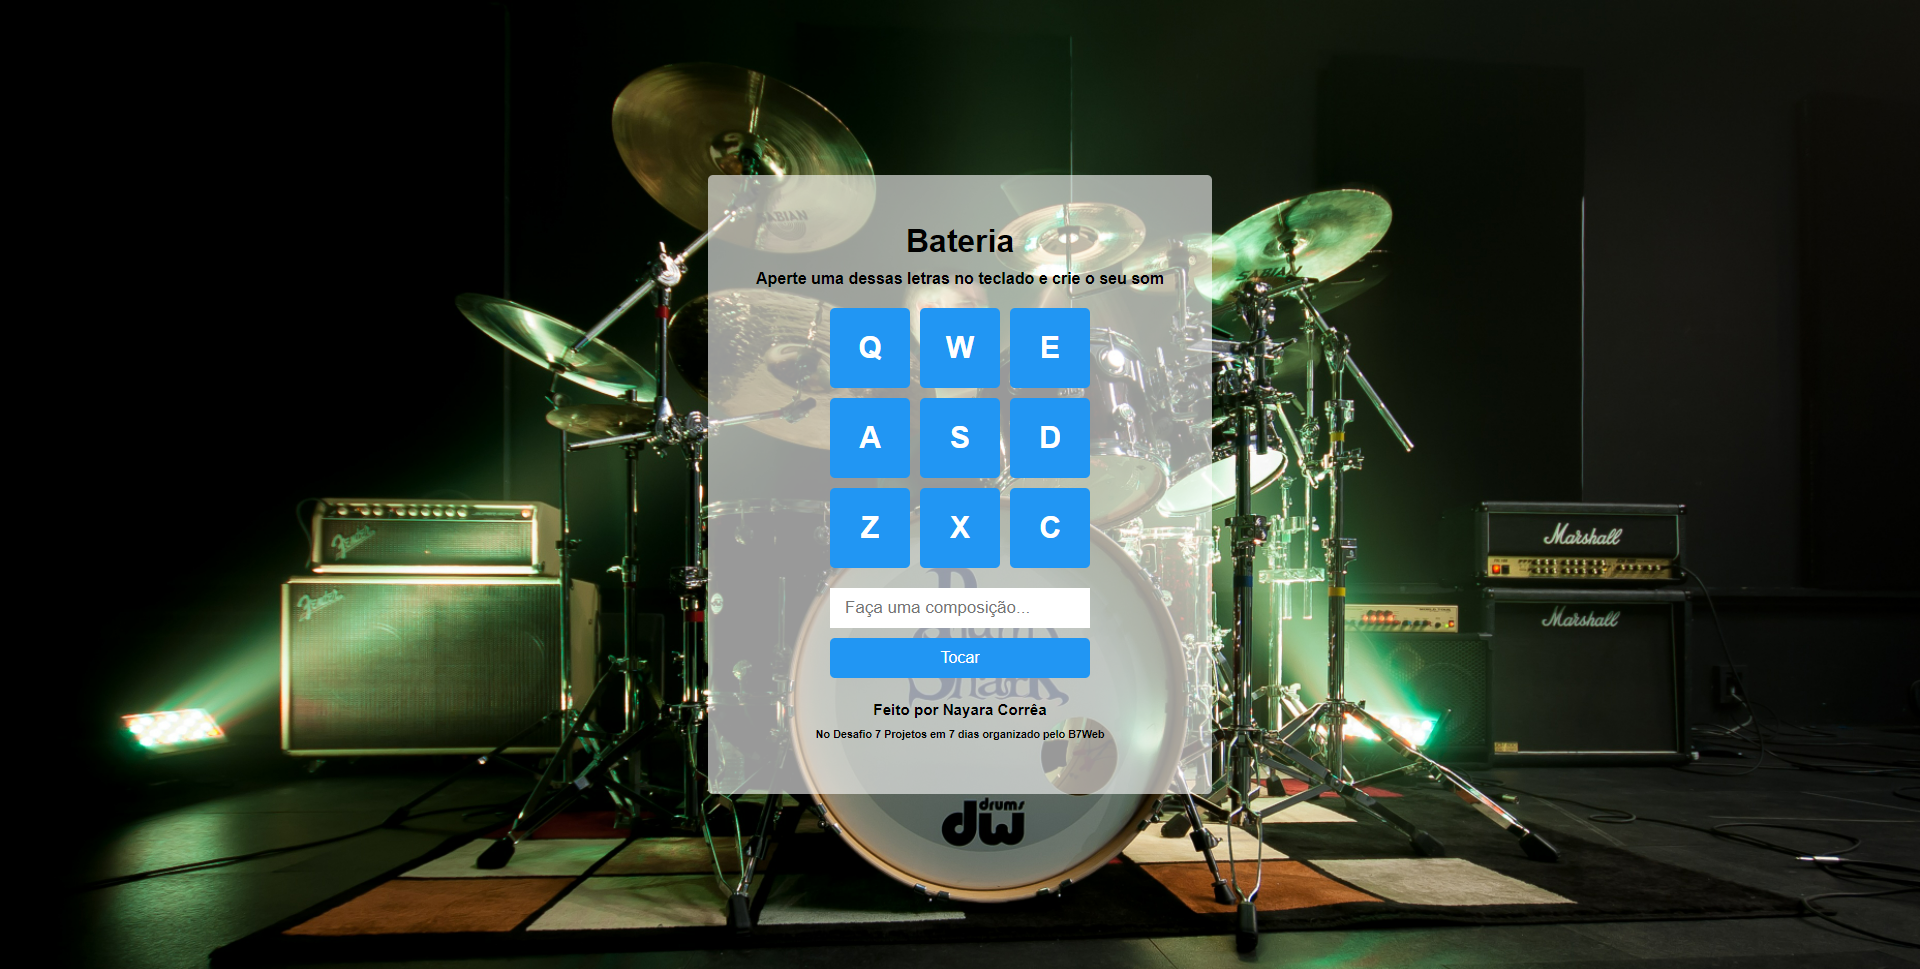 SABIAN
Bateria
Aperte uma dessas letras no teclado e crie o seu som
SABIAN
Q W E
A S D
Z X C
Fender
Marshall
Fender
Marshall
Faça uma composição...
Tocar
Shark
Feito por Nayara Corrêa
No Desafio 7 Projetos em 7 dias organizado pelo B7Web
drums
dw